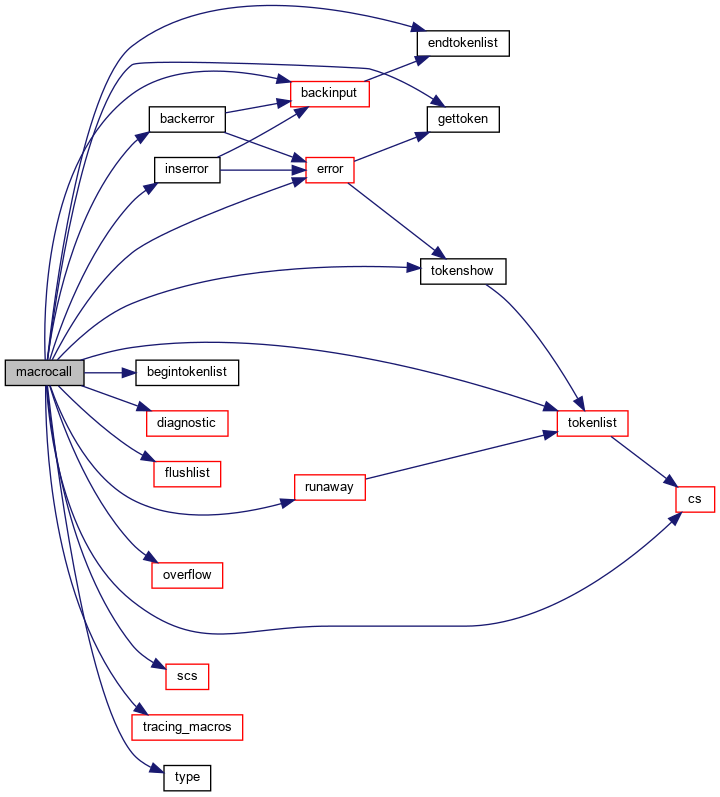 endtokenlist
backinput
backerror
gettoken
inserror
error
tokenshow
macrocall
begintokenlist
diagnostic
tokenlist
flushlist
runaway
cs
overflow
scs
tracing_macros
type